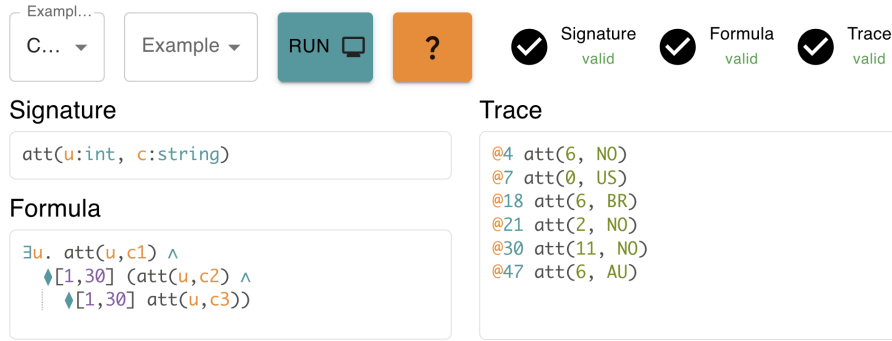 Exampl...
C...
Example
RUN
?
Signature
valid
Formula
valid
Trace
valid
Signature
att(u:int, c:string)
Formula
∃u. att(u,c1) ∧
⧫[1,30] (att(u,c2) ∧
⧫[1,30] att(u,c3))
Trace
@4 att(6, NO)
@7 att(0, US)
@18 att(6, BR)
@21 att(2, NO)
@30 att(11, NO)
@47 att(6, AU)